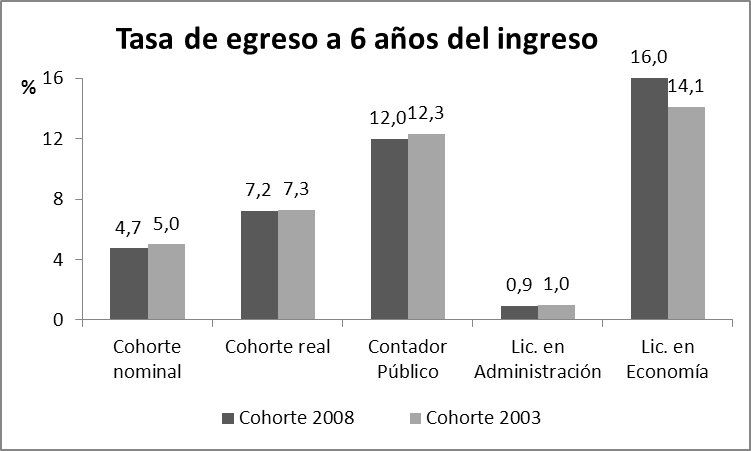 Tasa de egreso a 6 años del ingreso
%
16
12
8
4
0
4,7
5,0
7,2
7,3
12,0
12,3
0,9
1,0
16,0
14,1
Cohorte
nominal
Cohorte real
Contador
Público
Lic. en
Administración
Lic. en
Economía
Cohorte 2008
Cohorte 2003